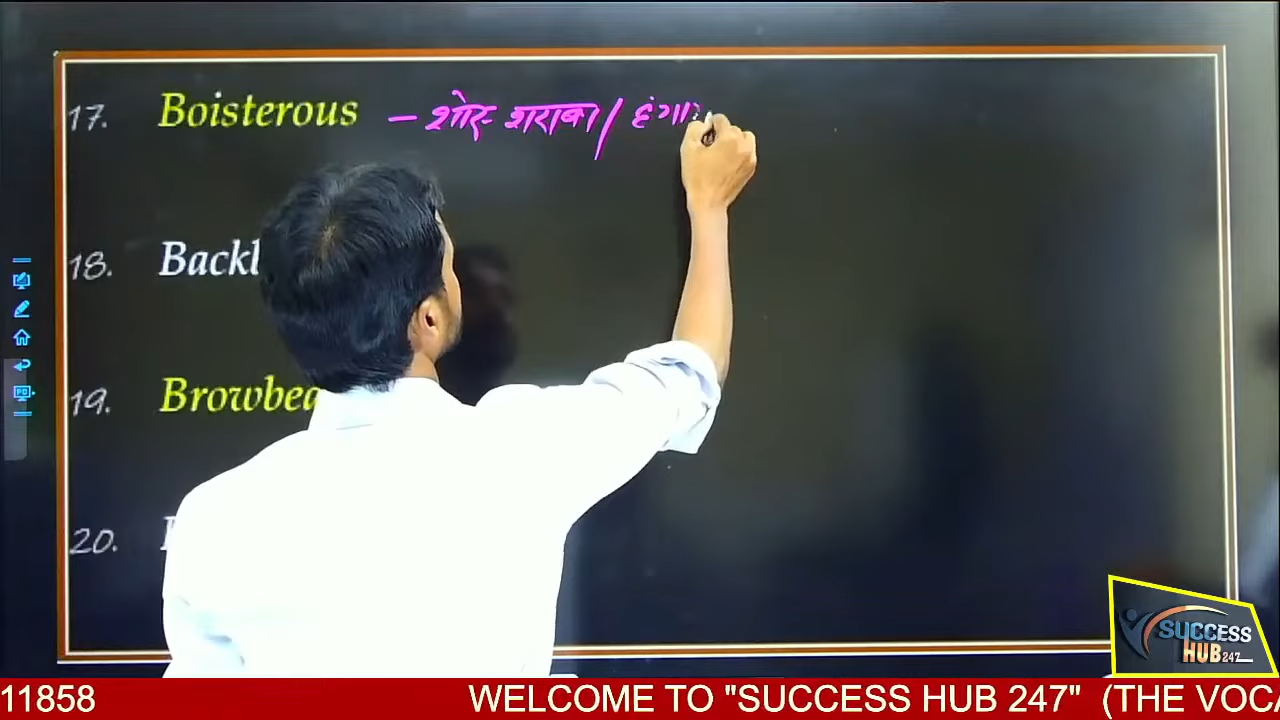 17. Boisterous – शोर शराबा / हंगा
18. Backl
19. Browbea
20.
SUCCESS
HUB 247
11858 WELCOME TO "SUCCESS HUB 247" (THE VOCA